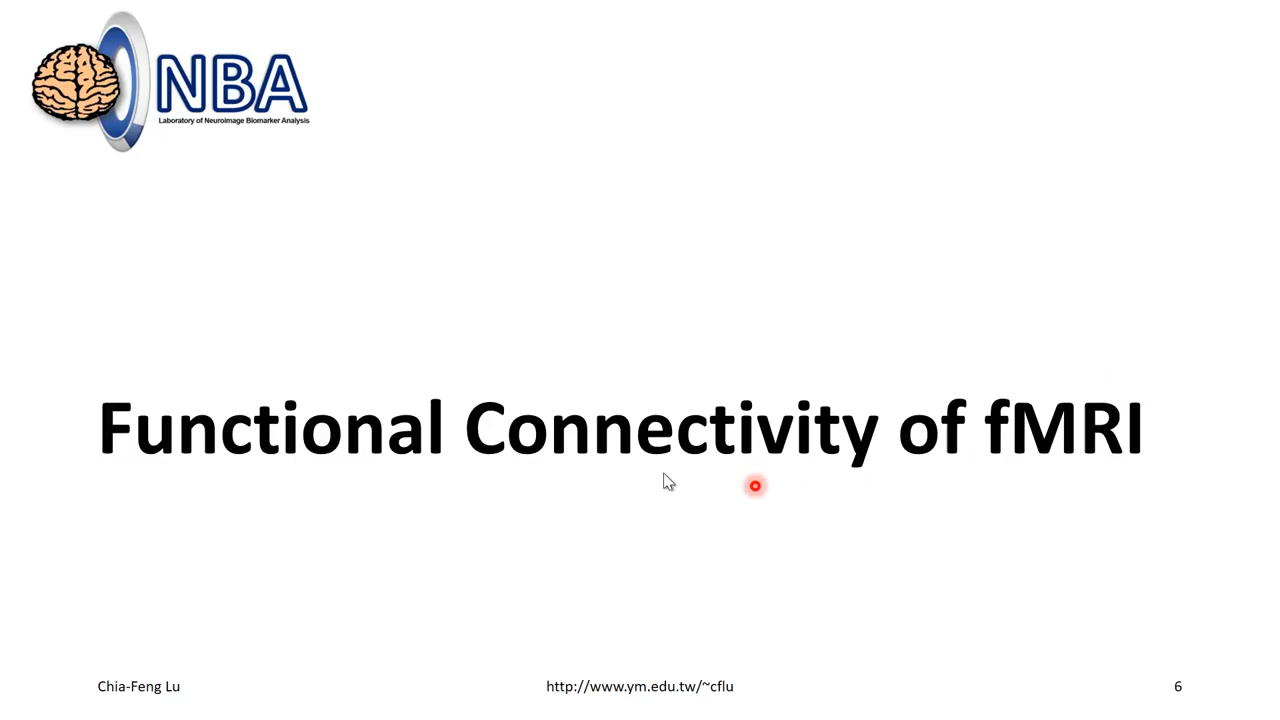 NBA
Laboratory of Neuroimage Biomarker Analysis
Functional Connectivity of fMRI
Chia-Feng Lu
http://www.ym.edu.tw/~cflu
6